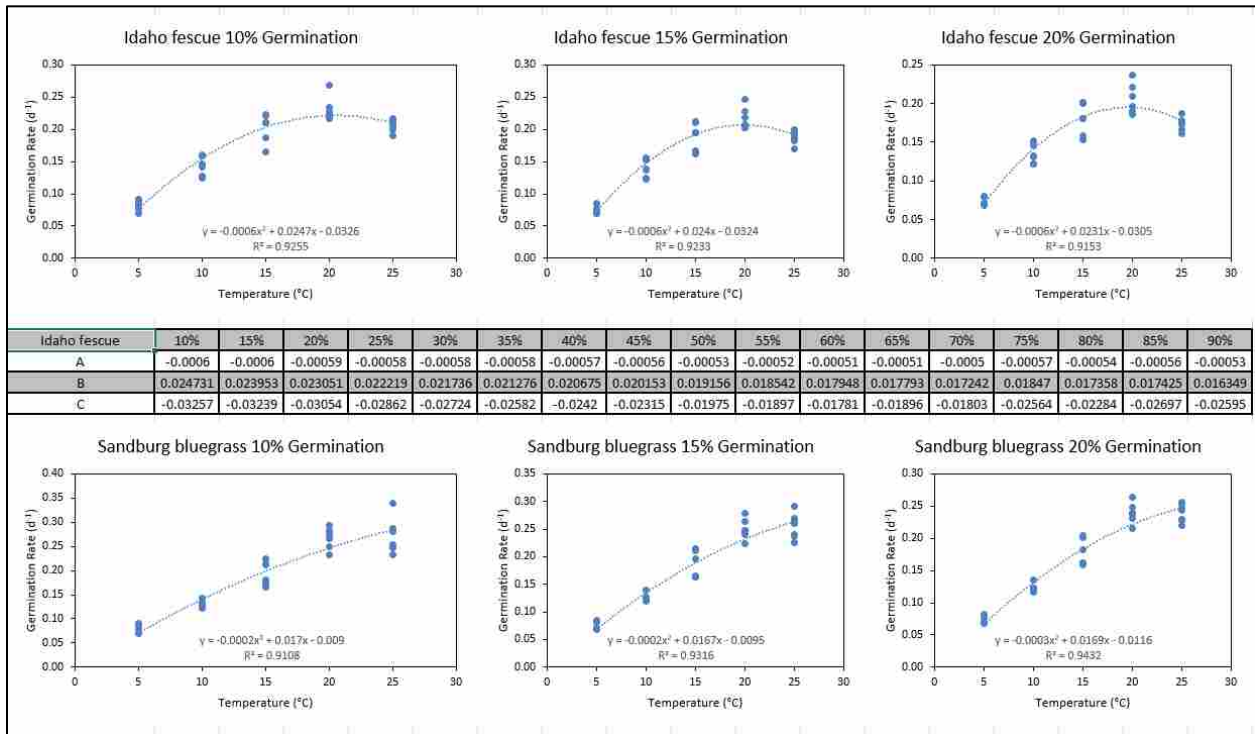 Idaho fescue 10% Germination
0.30
0.25
0.20
0.15
0.10
0.05
0.00
Germination Rate (d⁻¹)
y = -0.0006x² + 0.0247x - 0.0326
R² = 0.9255
0 5 10 15 20 25 30
Temperature (°C)
Idaho fescue 15% Germination
0.30
0.25
0.20
0.15
0.10
0.05
0.00
Germination Rate (d⁻¹)
y = -0.0006x² + 0.024x - 0.0324
R² = 0.9233
0 5 10 15 20 25 30
Temperature (°C)
Idaho fescue 20% Germination
0.25
0.20
0.15
0.10
0.05
0.00
Germination Rate (d⁻¹)
y = -0.0006x² + 0.0231x - 0.0305
R² = 0.9153
0 5 10 15 20 25 30
Temperature (°C)
Idaho fescue 10% 15% 20% 25% 30% 35% 40% 45% 50% 55% 60% 65% 70% 75% 80% 85% 90%
A -0.0006 -0.0006 -0.00059 -0.00058 -0.00058 -0.00058 -0.00057 -0.00056 -0.00053 -0.00052 -0.00051 -0.00051 -0.0005 -0.00057 -0.00054 -0.00056 -0.00053
B 0.024731 0.023953 0.023051 0.022219 0.021736 0.021276 0.020675 0.020153 0.019156 0.018542 0.017948 0.017793 0.017242 0.01847 0.017358 0.017425 0.016349
C -0.03257 -0.03239 -0.03054 -0.02862 -0.02724 -0.02582 -0.0242 -0.02315 -0.01975 -0.01897 -0.01781 -0.01896 -0.01803 -0.02564 -0.02284 -0.02697 -0.02595
Sandburg bluegrass 10% Germination
0.40
0.35
0.30
0.25
0.20
0.15
0.10
0.05
0.00
Germination Rate (d⁻¹)
y = -0.0002x² + 0.017x - 0.009
R² = 0.9108
0 5 10 15 20 25 30
Temperature (°C)
Sandburg bluegrass 15% Germination
0.35
0.30
0.25
0.20
0.15
0.10
0.05
0.00
Germination Rate (d⁻¹)
y = -0.0002x² + 0.0167x - 0.0095
R² = 0.9316
0 5 10 15 20 25 30
Temperature (°C)
Sandburg bluegrass 20% Germination
0.30
0.25
0.20
0.15
0.10
0.05
0.00
Germination Rate (d⁻¹)
y = -0.0003x² + 0.0169x - 0.0116
R² = 0.9432
0 5 10 15 20 25 30
Temperature (°C)